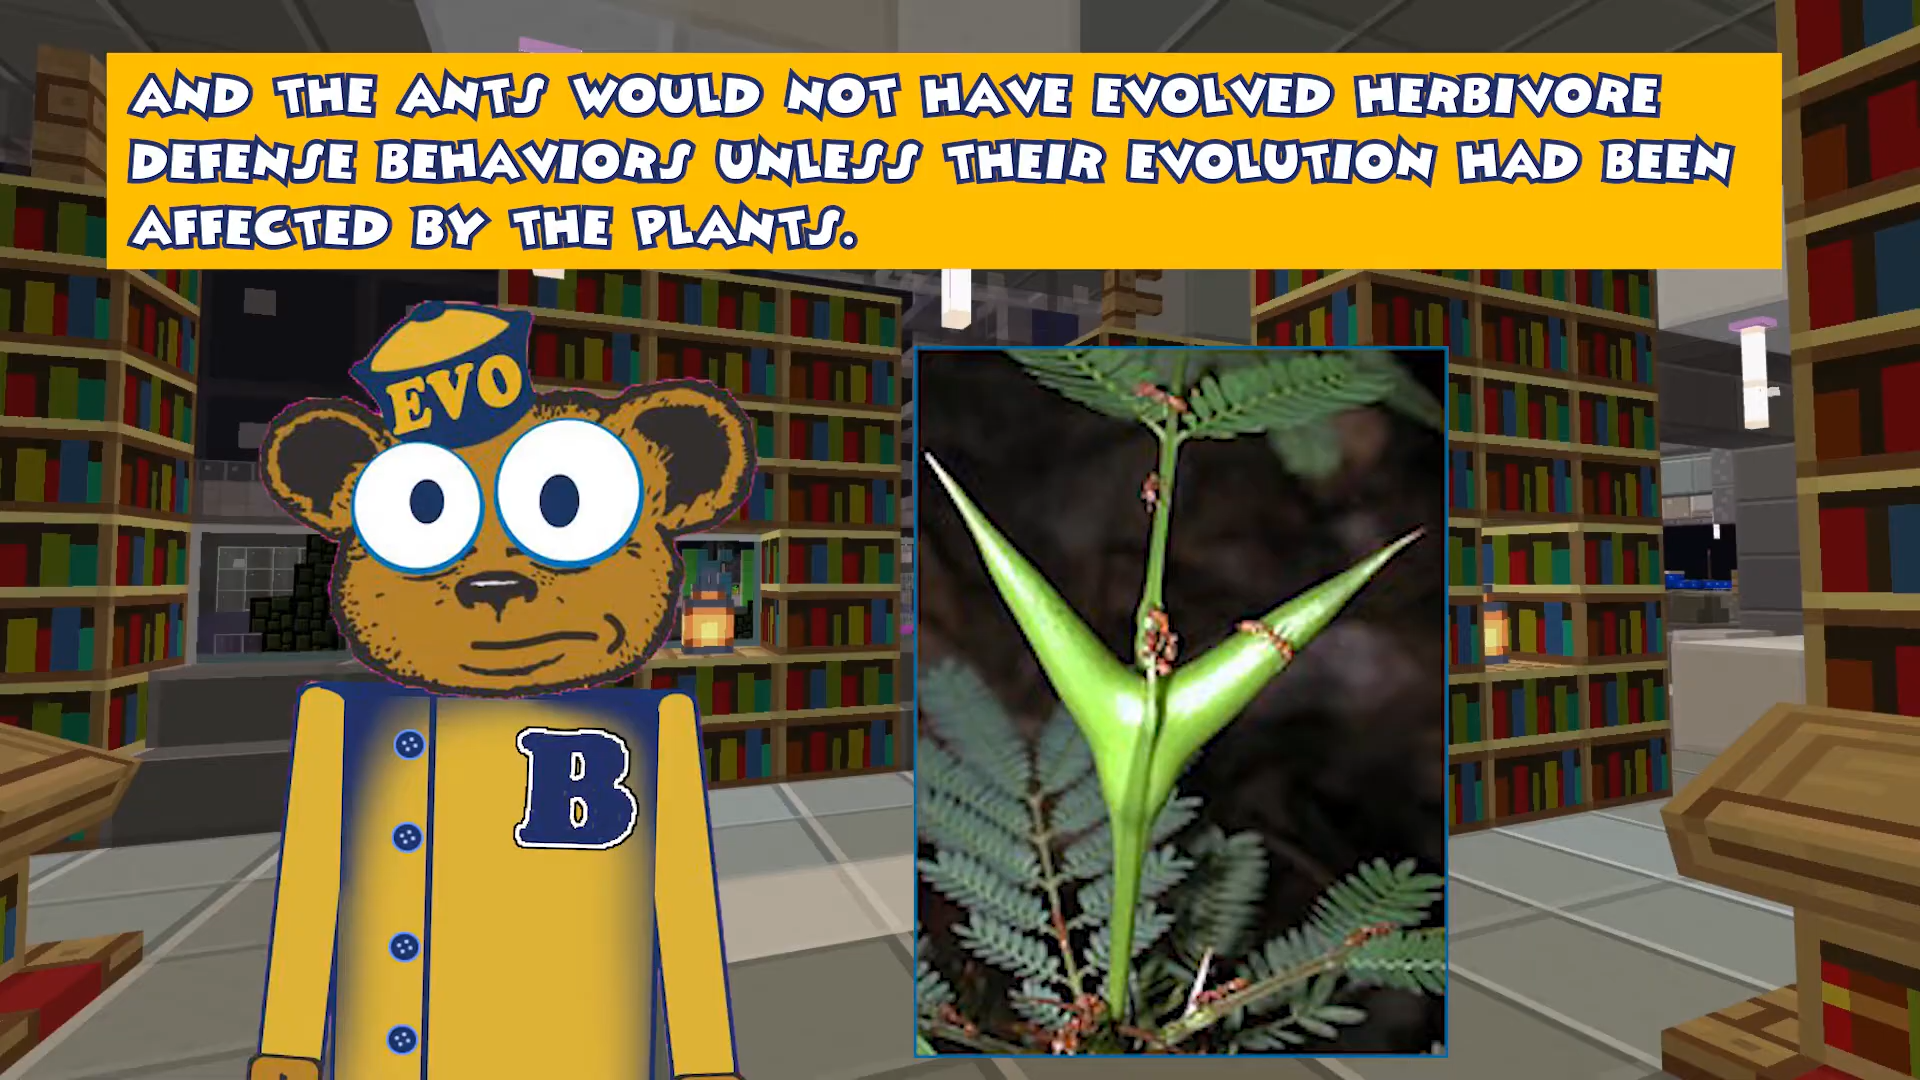 AND THE ANTS WOULD NOT HAVE EVOLVED HERBIVORE
DEFENSE BEHAVIORS UNLESS THEIR EVOLUTION HAD BEEN
AFFECTED BY THE PLANTS.
EVO
B